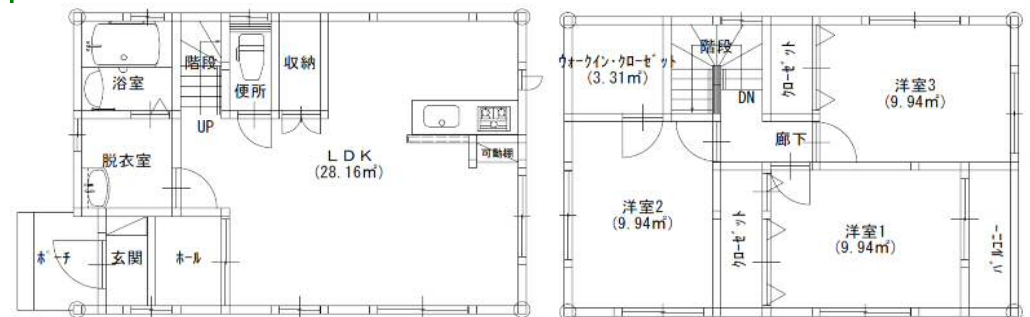 階段
便所
収納
浴室
UP
脱衣室
LDK
(28.16㎡)
可動棚
ポーチ
玄関
ホール
ウォークイン・クローゼット
(3.31㎡)
階段
DN
クローゼット
洋室3
(9.94㎡)
廊下
洋室2
(9.94㎡)
クローゼット
洋室1
(9.94㎡)
バルコニー